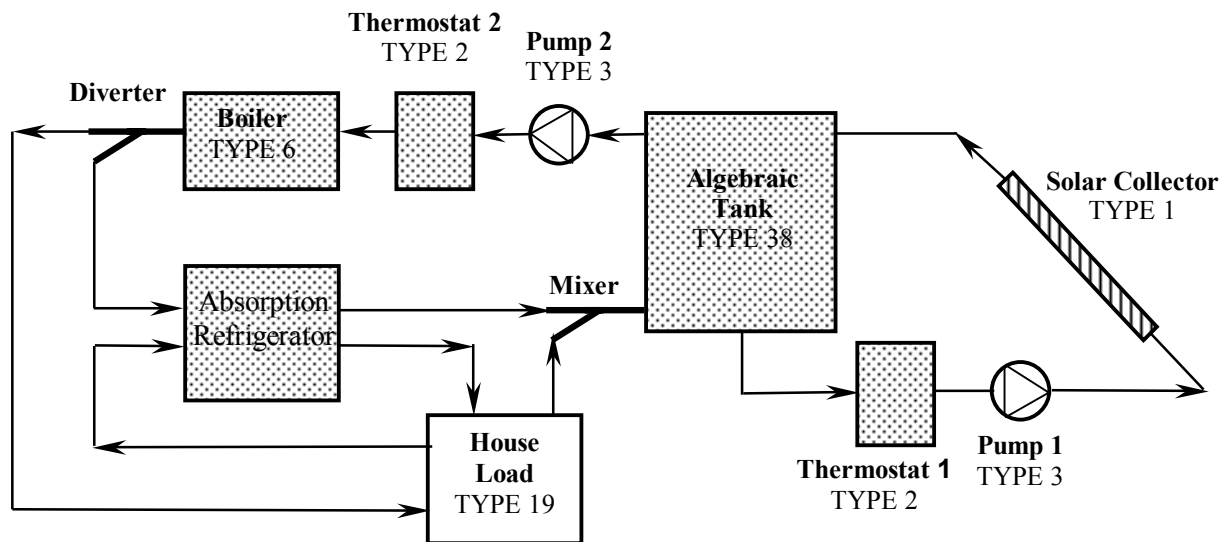 Thermostat 2
TYPE 2
Pump 2
TYPE 3
Diverter
Boiler
TYPE 6
Algebraic
Tank
TYPE 38
Solar Collector
TYPE 1
Absorption
Refrigerator
Mixer
House
Load
TYPE 19
Thermostat 1
TYPE 2
Pump 1
TYPE 3